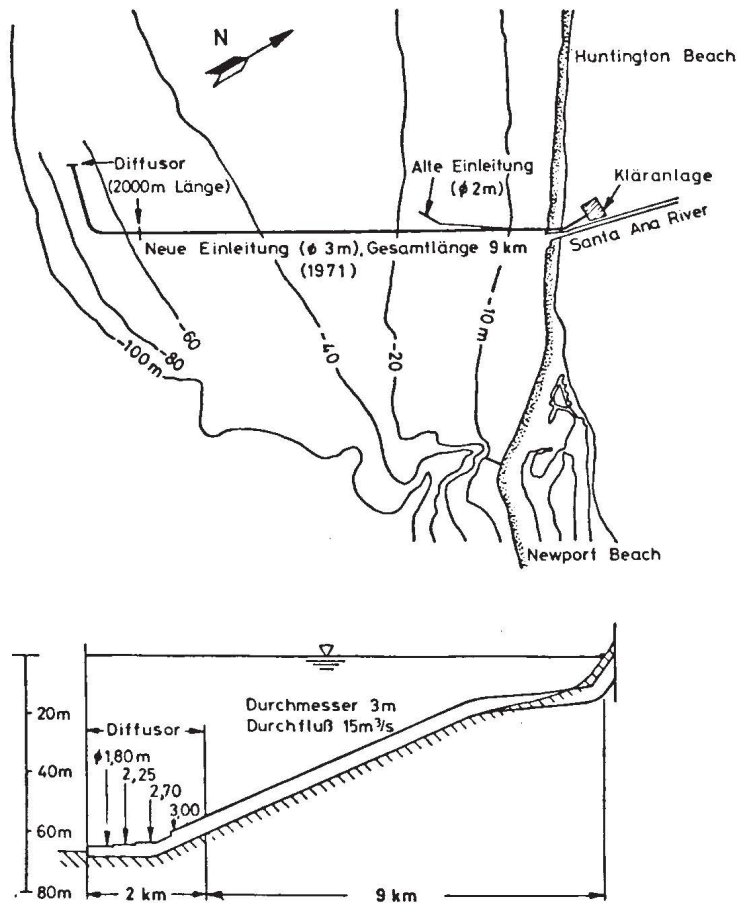 N
Huntington Beach
Diffusor
(2000m Länge)
Alte Einleitung
(ϕ 2m)
Kläranlage
Santa Ana River
Neue Einleitung (ϕ 3m), Gesamtlänge 9 km
(1971)
-60
-80
-100 m
-40
-20
-10 m
Newport Beach
20m
40m
60m
80m
Durchmesser 3m
Durchfluß 15m³/s
Diffusor
ϕ 1,80 m
2,25
2,70
3,00
2 km
9 km